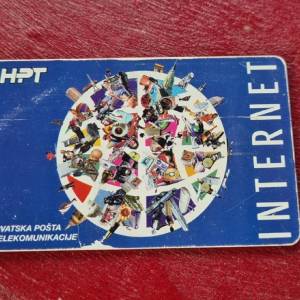 HPT
INTERNET
VATSKA POŠTA
ELEKOMUNIKACIJE